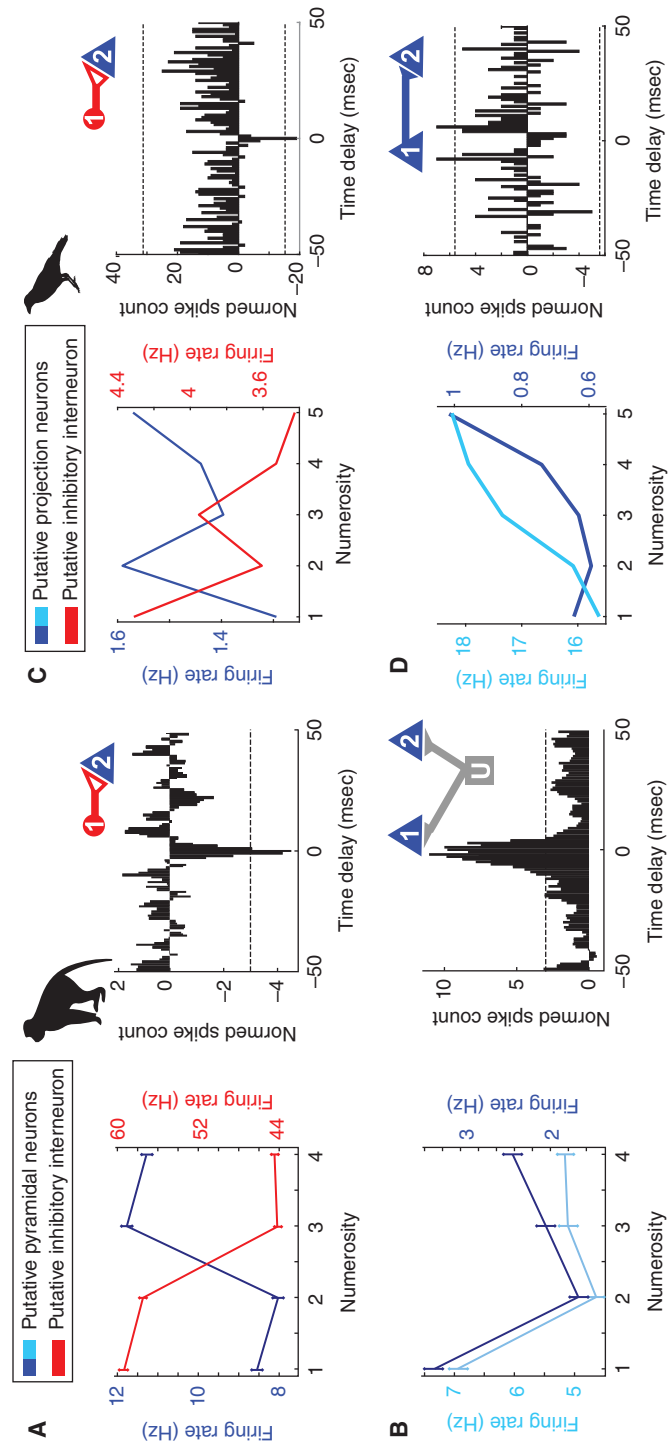 A
Putative pyramidal neurons
Putative inhibitory interneuron
Firing rate (Hz)
12
10
8
Firing rate (Hz)
60
52
44
1
2
3
4
Numerosity
Normed spike count
2
0
−2
−4
−50
0
50
Time delay (msec)
1
2
B
Firing rate (Hz)
7
6
5
Firing rate (Hz)
3
2
1
2
3
4
Numerosity
Normed spike count
10
5
0
−50
0
50
Time delay (msec)
1
2
U
C
Putative projection neurons
Putative inhibitory interneuron
Firing rate (Hz)
1.6
1.4
Firing rate (Hz)
4.4
4
3.6
1
2
3
4
5
Numerosity
Normed spike count
40
20
0
−20
−50
0
50
Time delay (msec)
1
2
D
Firing rate (Hz)
18
17
16
Firing rate (Hz)
1
0.8
0.6
1
2
3
4
5
Numerosity
Normed spike count
8
4
0
−4
−50
0
50
Time delay (msec)
1
2